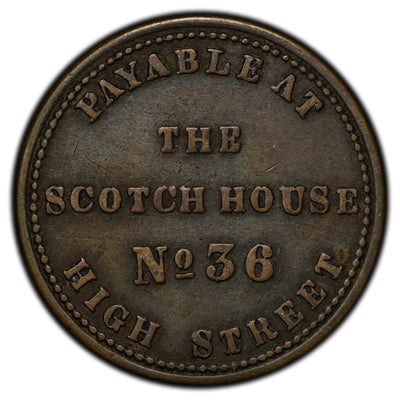 PAYABLE AT
THE
SCOTCH HOUSE
No 36
HIGH STREET